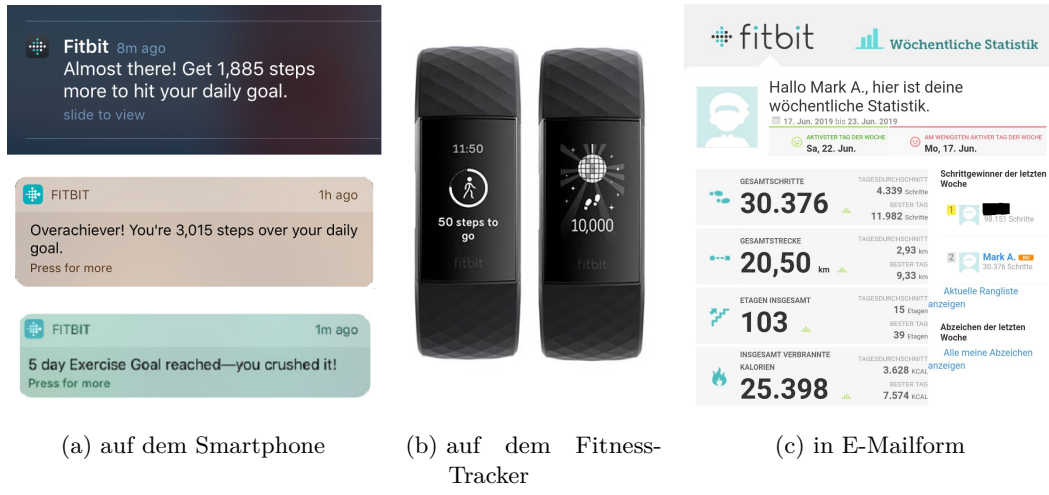 Fitbit 8m ago
Almost there! Get 1,885 steps
more to hit your daily goal.
slide to view
FITBIT 1h ago
Overachiever! You're 3,015 steps over your daily
goal.
Press for more
FITBIT 1m ago
5 day Exercise Goal reached—you crushed it!
Press for more
(a) auf dem Smartphone
11:50
50 steps to
go
fitbit
10,000
fitbit
(b) auf dem Fitness-
Tracker
fitbit Wöchentliche Statistik
Hallo Mark A., hier ist deine
wöchentliche Statistik.
17. Jun. 2019 bis 23. Jun. 2019
AKTIVSTER TAG DER WOCHE
Sa, 22. Jun.
AM WENIGSTEN AKTIVER TAG DER WOCHE
Mo, 17. Jun.
GESAMTSCHRITTE
30.376
TAGESDURCHSCHNITT
4.339 Schritte
BESTER TAG
11.982 Schritte
GESAMTSTRECKE
20,50 km
TAGESDURCHSCHNITT
2,93 km
BESTER TAG
9,33 km
ETAGEN INSGESAMT
103
TAGESDURCHSCHNITT
15 Etagen
BESTER TAG
39 Etagen
INSGESAMT VERBRANNTE
KALORIEN
25.398
TAGESDURCHSCHNITT
3.628 KCAL
BESTER TAG
7.574 KCAL
Schrittgewinner der letzten
Woche
1
98.151 Schritte
2 Mark A.
30.376 Schritte
Aktuelle Rangliste
anzeigen
Abzeichen der letzten
Woche
Alle meine Abzeichen
anzeigen
(c) in E-Mailform